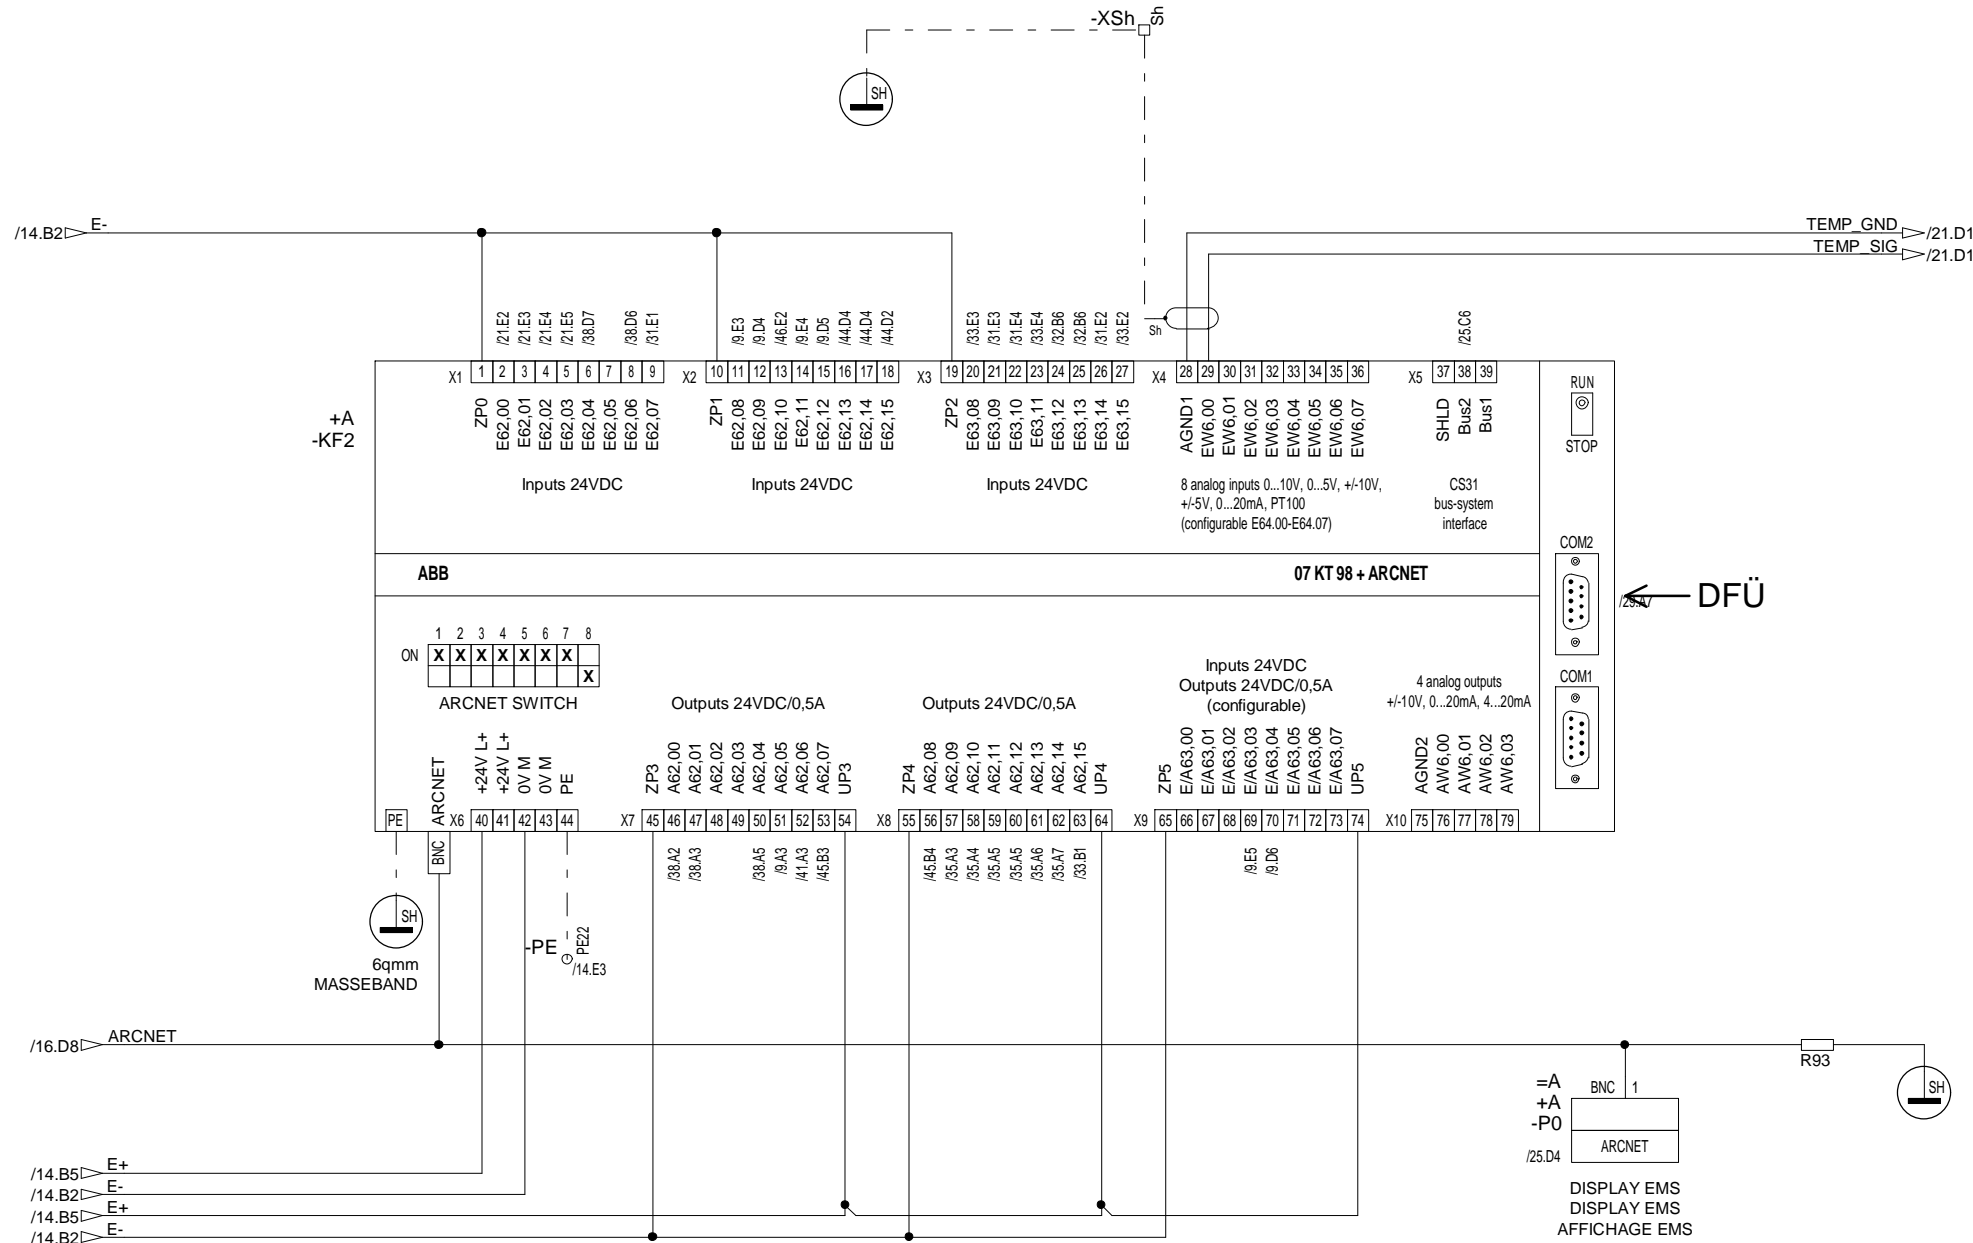 -XSh
Sh
SH
/14.B2 E-
TEMP_GND /21.D1
TEMP_SIG /21.D1
/21.E2 /21.E3 /21.E4 /21.E5 /38.D7 /38.D6 /31.E1
/9.E3 /9.D4 /46.E2 /9.E4 /9.D5 /44.D4 /44.D4 /44.D2
/33.E3 /31.E3 /31.E4 /33.E4 /32.B6 /32.B6 /31.E2 /33.E2
Sh
/25.C6
X1 1 2 3 4 5 6 7 8 9
X2 10 11 12 13 14 15 16 17 18
X3 19 20 21 22 23 24 25 26 27
X4 28 29 30 31 32 33 34 35 36
X5 37 38 39
RUN
STOP
+A
-KF2
ZP0 E62,00 E62,01 E62,02 E62,03 E62,04 E62,05 E62,06 E62,07
ZP1 E62,08 E62,09 E62,10 E62,11 E62,12 E62,13 E62,14 E62,15
ZP2 E63,08 E63,09 E63,10 E63,11 E63,12 E63,13 E63,14 E63,15
AGND1 EW6,00 EW6,01 EW6,02 EW6,03 EW6,04 EW6,05 EW6,06 EW6,07
SHLD Bus2 Bus1
Inputs 24VDC
Inputs 24VDC
Inputs 24VDC
8 analog inputs 0...10V, 0...5V, +/-10V,
+/-5V, 0...20mA, PT100
(configurable E64.00-E64.07)
CS31
bus-system
interface
COM2
ABB
07 KT 98 + ARCNET
/29.A7
DFÜ
1 2 3 4 5 6 7 8
ON X X X X X X X
X
ARCNET SWITCH
Outputs 24VDC/0,5A
Outputs 24VDC/0,5A
Inputs 24VDC
Outputs 24VDC/0,5A
(configurable)
4 analog outputs
+/-10V, 0...20mA, 4...20mA
COM1
ARCNET +24V L+ +24V L+ 0V M 0V M PE
ZP3 A62,00 A62,01 A62,02 A62,03 A62,04 A62,05 A62,06 A62,07 UP3
ZP4 A62,08 A62,09 A62,10 A62,11 A62,12 A62,13 A62,14 A62,15 UP4
ZP5 E/A63,00 E/A63,01 E/A63,02 E/A63,03 E/A63,04 E/A63,05 E/A63,06 E/A63,07 UP5
AGND2 AW6,00 AW6,01 AW6,02 AW6,03
PE
X6 40 41 42 43 44
X7 45 46 47 48 49 50 51 52 53 54
X8 55 56 57 58 59 60 61 62 63 64
X9 65 66 67 68 69 70 71 72 73 74
X10 75 76 77 78 79
BNC
/38.A2 /38.A3 /38.A5 /9.A3 /41.A3 /45.B3
/45.B4 /35.A3 /35.A4 /35.A5 /35.A5 /35.A6 /35.A7 /33.B1
/9.E5 /9.D6
SH
6qmm
MASSEBAND
-PE
PE22
/14.E3
/16.D8 ARCNET
R93
SH
=A
+A
-P0
BNC 1
ARCNET
/25.D4
DISPLAY EMS
DISPLAY EMS
AFFICHAGE EMS
/14.B5 E+
/14.B2 E-
/14.B5 E+
/14.B2 E-